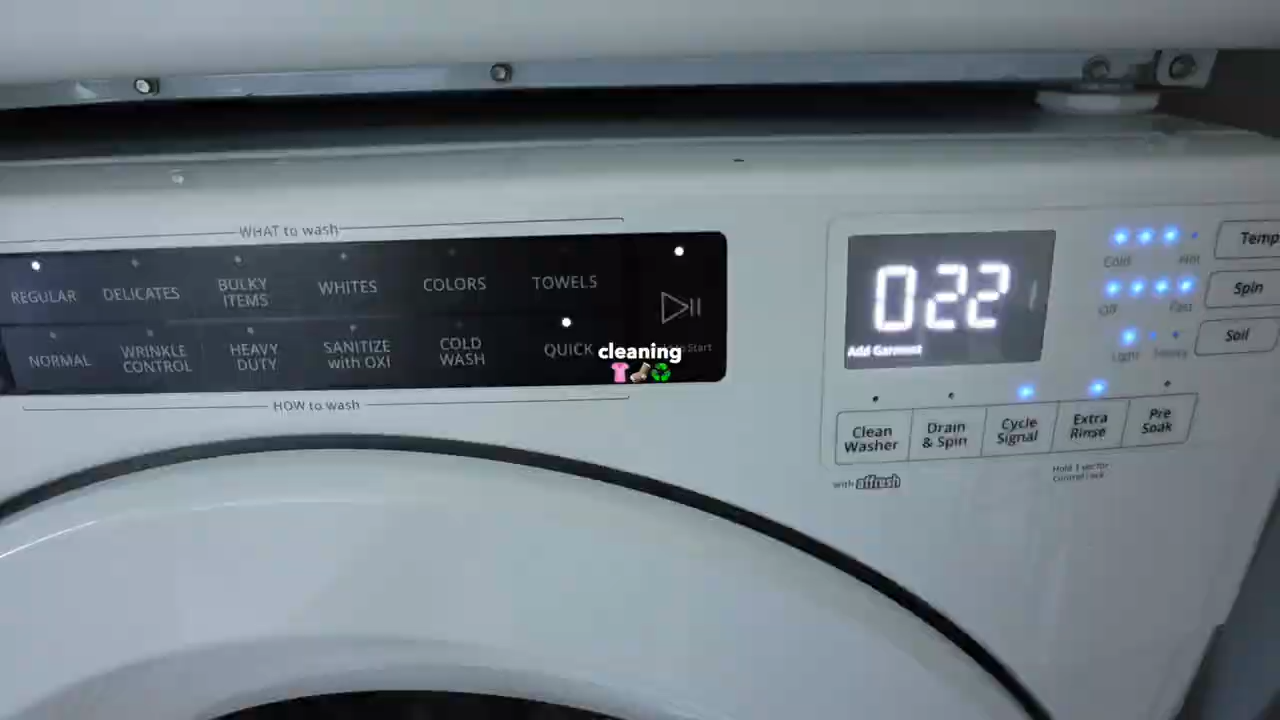 WHAT to wash
REGULAR
DELICATES
BULKY
ITEMS
WHITES
COLORS
TOWELS
NORMAL
WRINKLE
CONTROL
HEAVY
DUTY
SANITIZE
with OXI
COLD
WASH
QUICK
cleaning
Start
HOW to wash
022
Add Garment
Cold
Hot
Temp
Off
Fast
Spin
Light
Heavy
Soil
Clean
Washer
Drain
& Spin
Cycle
Signal
Extra
Rinse
Pre
Soak
with affresh
Hold 3 sec for
Control Lock